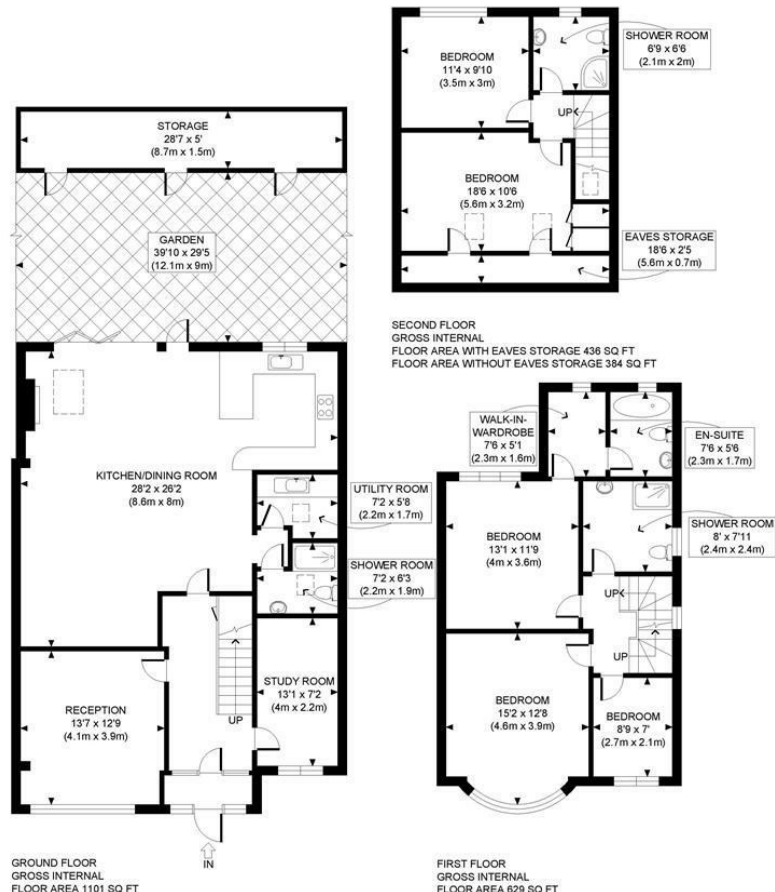 STORAGE
28'7 x 5'
(8.7m x 1.5m)
GARDEN
39'10 x 29'5
(12.1m x 9m)
KITCHEN/DINING ROOM
28'2 x 26'2
(8.6m x 8m)
UTILITY ROOM
7'2 x 5'8
(2.2m x 1.7m)
SHOWER ROOM
7'2 x 6'3
(2.2m x 1.9m)
STUDY ROOM
13'1 x 7'2
(4m x 2.2m)
RECEPTION
13'7 x 12'9
(4.1m x 3.9m)
UP
IN
GROUND FLOOR
GROSS INTERNAL
FLOOR AREA 1101 SQ FT
BEDROOM
11'4 x 9'10
(3.5m x 3m)
SHOWER ROOM
6'9 x 6'6
(2.1m x 2m)
UP
BEDROOM
18'6 x 10'6
(5.6m x 3.2m)
EAVES STORAGE
18'6 x 2'5
(5.6m x 0.7m)
SECOND FLOOR
GROSS INTERNAL
FLOOR AREA WITH EAVES STORAGE 436 SQ FT
FLOOR AREA WITHOUT EAVES STORAGE 384 SQ FT
WALK-IN-
WARDROBE
7'6 x 5'1
(2.3m x 1.6m)
EN-SUITE
7'6 x 5'6
(2.3m x 1.7m)
BEDROOM
13'1 x 11'9
(4m x 3.6m)
SHOWER ROOM
8' x 7'11
(2.4m x 2.4m)
UP
UP
BEDROOM
15'2 x 12'8
(4.6m x 3.9m)
BEDROOM
8'9 x 7'
(2.7m x 2.1m)
FIRST FLOOR
GROSS INTERNAL
FLOOR AREA 629 SQ FT